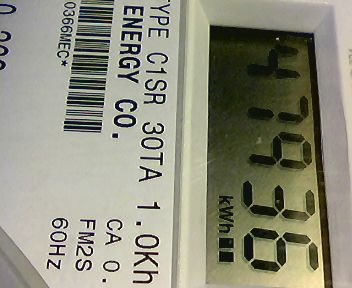 47936
kWh
TYPE C1SR 30TA 1.0Kh
ENERGY CO.
CA 0.
FM2S
0366MEC*
60HZ